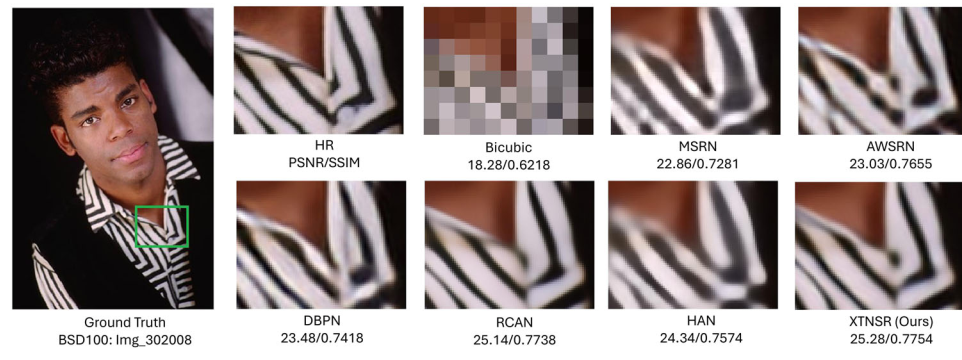 HR
PSNR/SSIM
Bicubic
18.28/0.6218
MSRN
22.86/0.7281
AWSRN
23.03/0.7655
Ground Truth
BSD100: Img_302008
DBPN
23.48/0.7418
RCAN
25.14/0.7738
HAN
24.34/0.7574
XTNSR (Ours)
25.28/0.7754